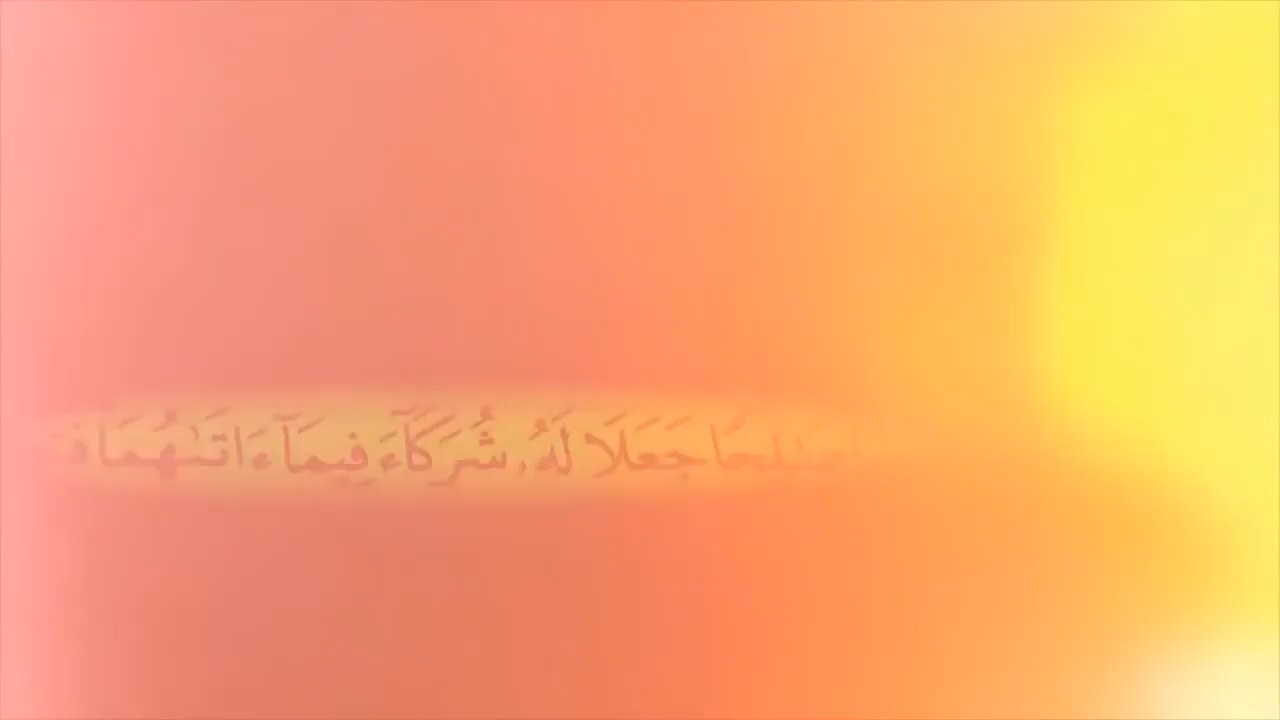 صَـٰلِحًا جَعَلَا لَهُۥ شُرَكَآءَ فِيمَآ ءَاتَىٰهُمَا فَ